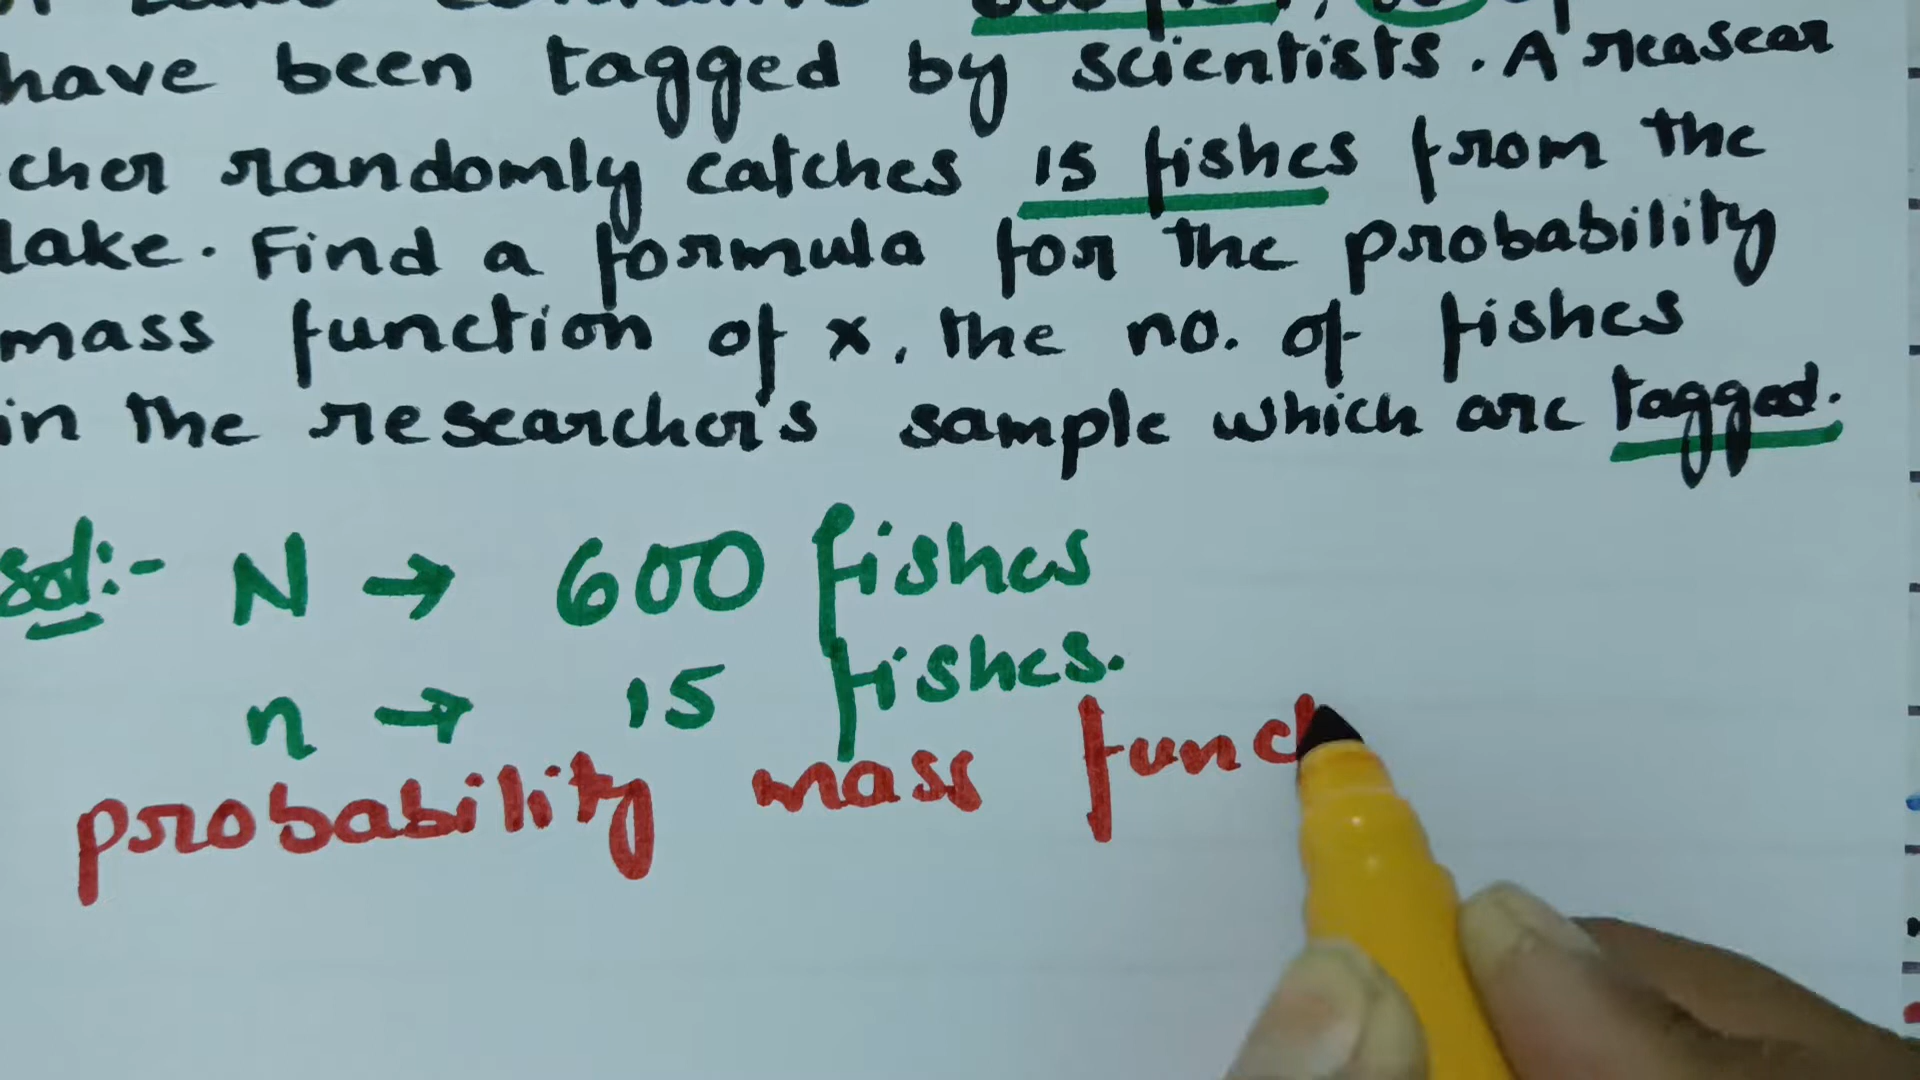 have been tagged by scientists. A reasear
cher randomly catches 15 fishes from the
lake. Find a formula for the probability
mass function of x, the no. of fishes
in the researcher's sample which are tagged.
Sol:- N → 600 fishes
n → 15 fishes.
probability mass funct